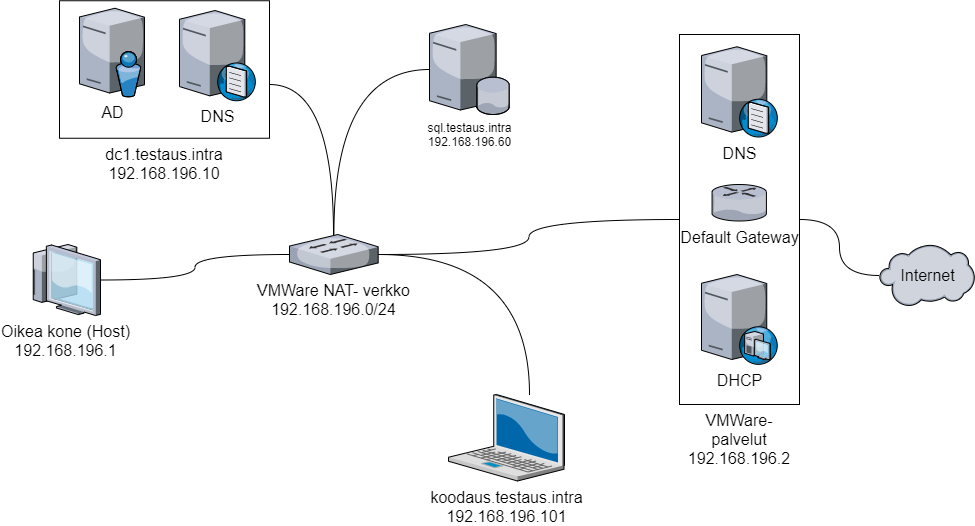 AD
DNS
dc1.testaus.intra
192.168.196.10
sql.testaus.intra
192.168.196.60
DNS
Default Gateway
DHCP
VMWare-
palvelut
192.168.196.2
Internet
VMWare NAT- verkko
192.168.196.0/24
Oikea kone (Host)
192.168.196.1
koodaus.testaus.intra
192.168.196.101